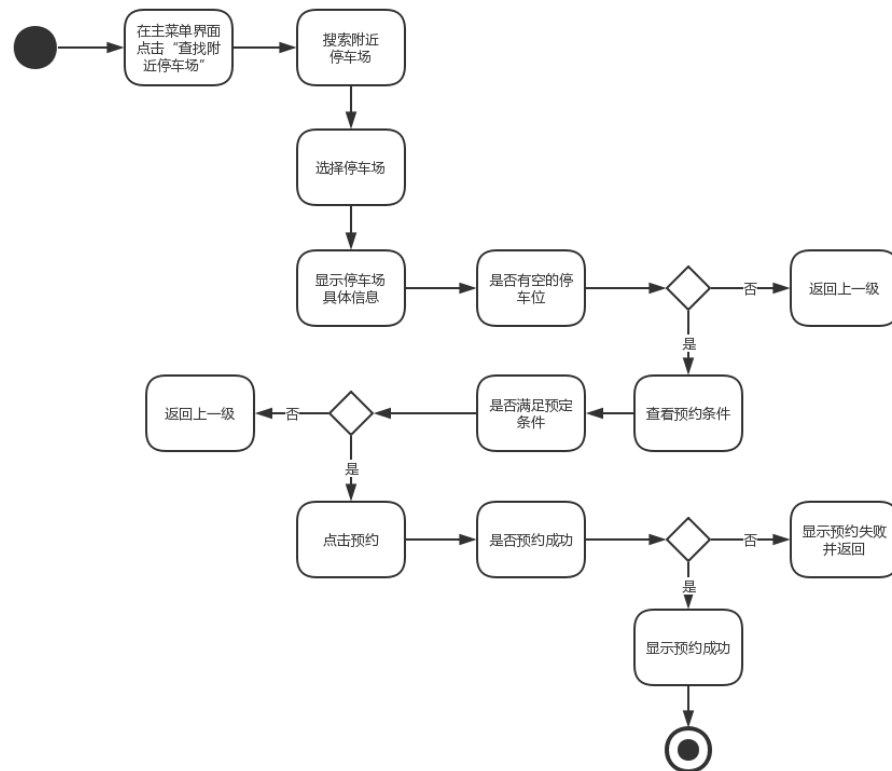 在主菜单界面
点击“查找附
近停车场”
搜索附近
停车场
选择停车场
显示停车场
具体信息
是否有空的停
车位
否
返回上一级
是
查看预约条件
是否满足预定
条件
否
返回上一级
是
点击预约
是否预约成功
否
显示预约失败
并返回
是
显示预约成功